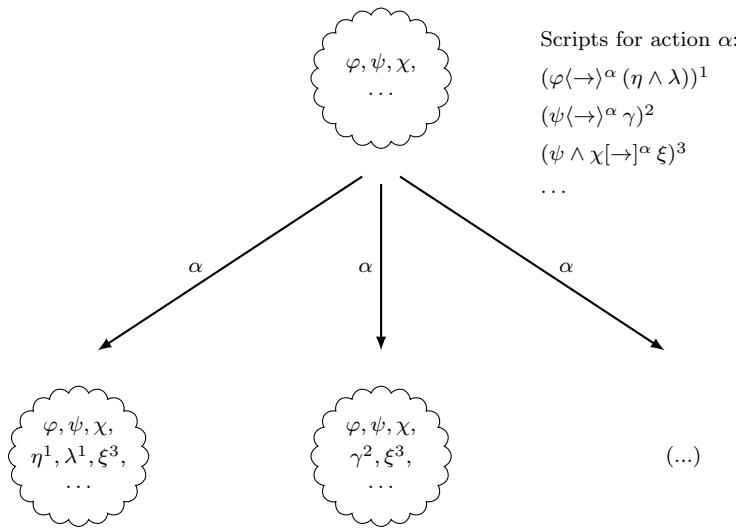 φ, ψ, χ,
. . .
Scripts for action α:
(φ⟨→⟩^α (η ∧ λ))^1
(ψ⟨→⟩^α γ)^2
(ψ ∧ χ[→]^α ξ)^3
. . .
α
α
α
φ, ψ, χ,
η^1, λ^1, ξ^3,
. . .
φ, ψ, χ,
γ^2, ξ^3,
. . .
(...)